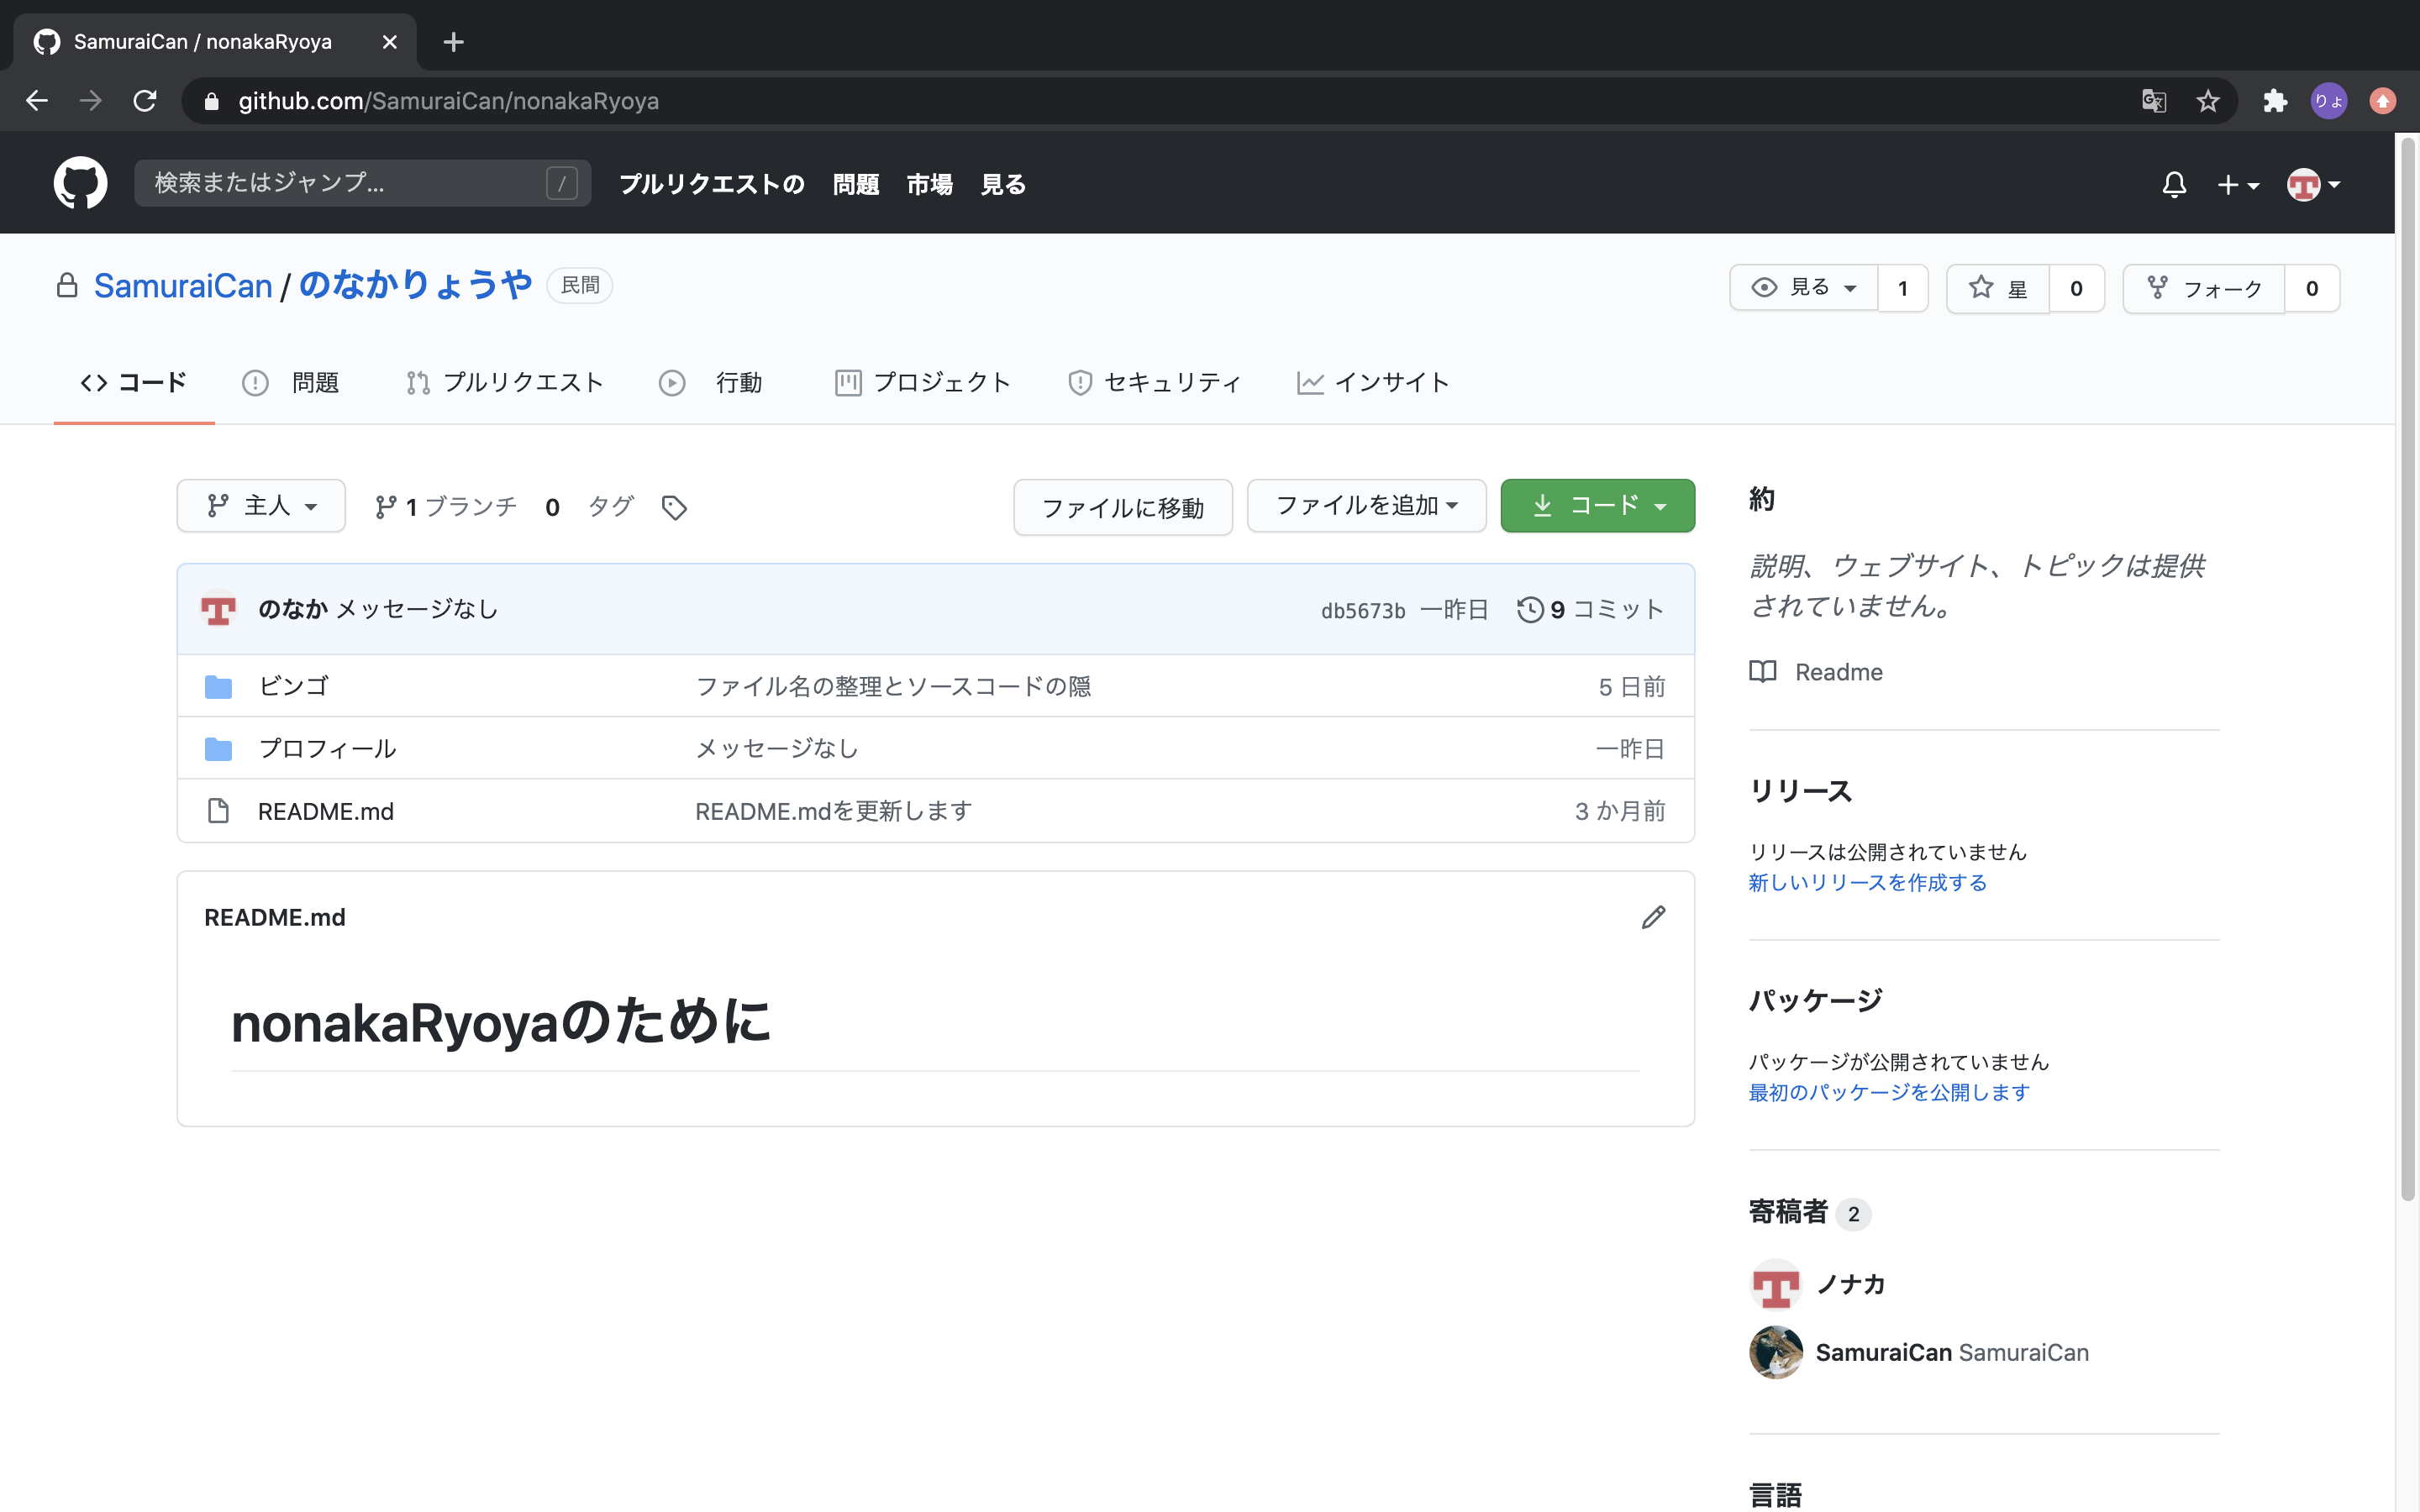 SamuraiCan / nonakaRyoya
github.com/SamuraiCan/nonakaRyoya
りょ
検索またはジャンプ... / プルリクエストの 問題 市場 見る
SamuraiCan / のなかりょうや 民間 見る 1 星 0 フォーク 0
コード 問題 プルリクエスト 行動 プロジェクト セキュリティ インサイト
主人 1 ブランチ 0 タグ ファイルに移動 ファイルを追加 コード
のなか メッセージなし db5673b 一昨日 9 コミット
ビンゴ ファイル名の整理とソースコードの隠 5 日前
プロフィール メッセージなし 一昨日
README.md README.mdを更新します 3 か月前
README.md
nonakaRyoyaのために
約
説明、ウェブサイト、トピックは提供
されていません。
Readme
リリース
リリースは公開されていません
新しいリリースを作成する
パッケージ
パッケージが公開されていません
最初のパッケージを公開します
寄稿者 2
ノナカ
SamuraiCan SamuraiCan
言語